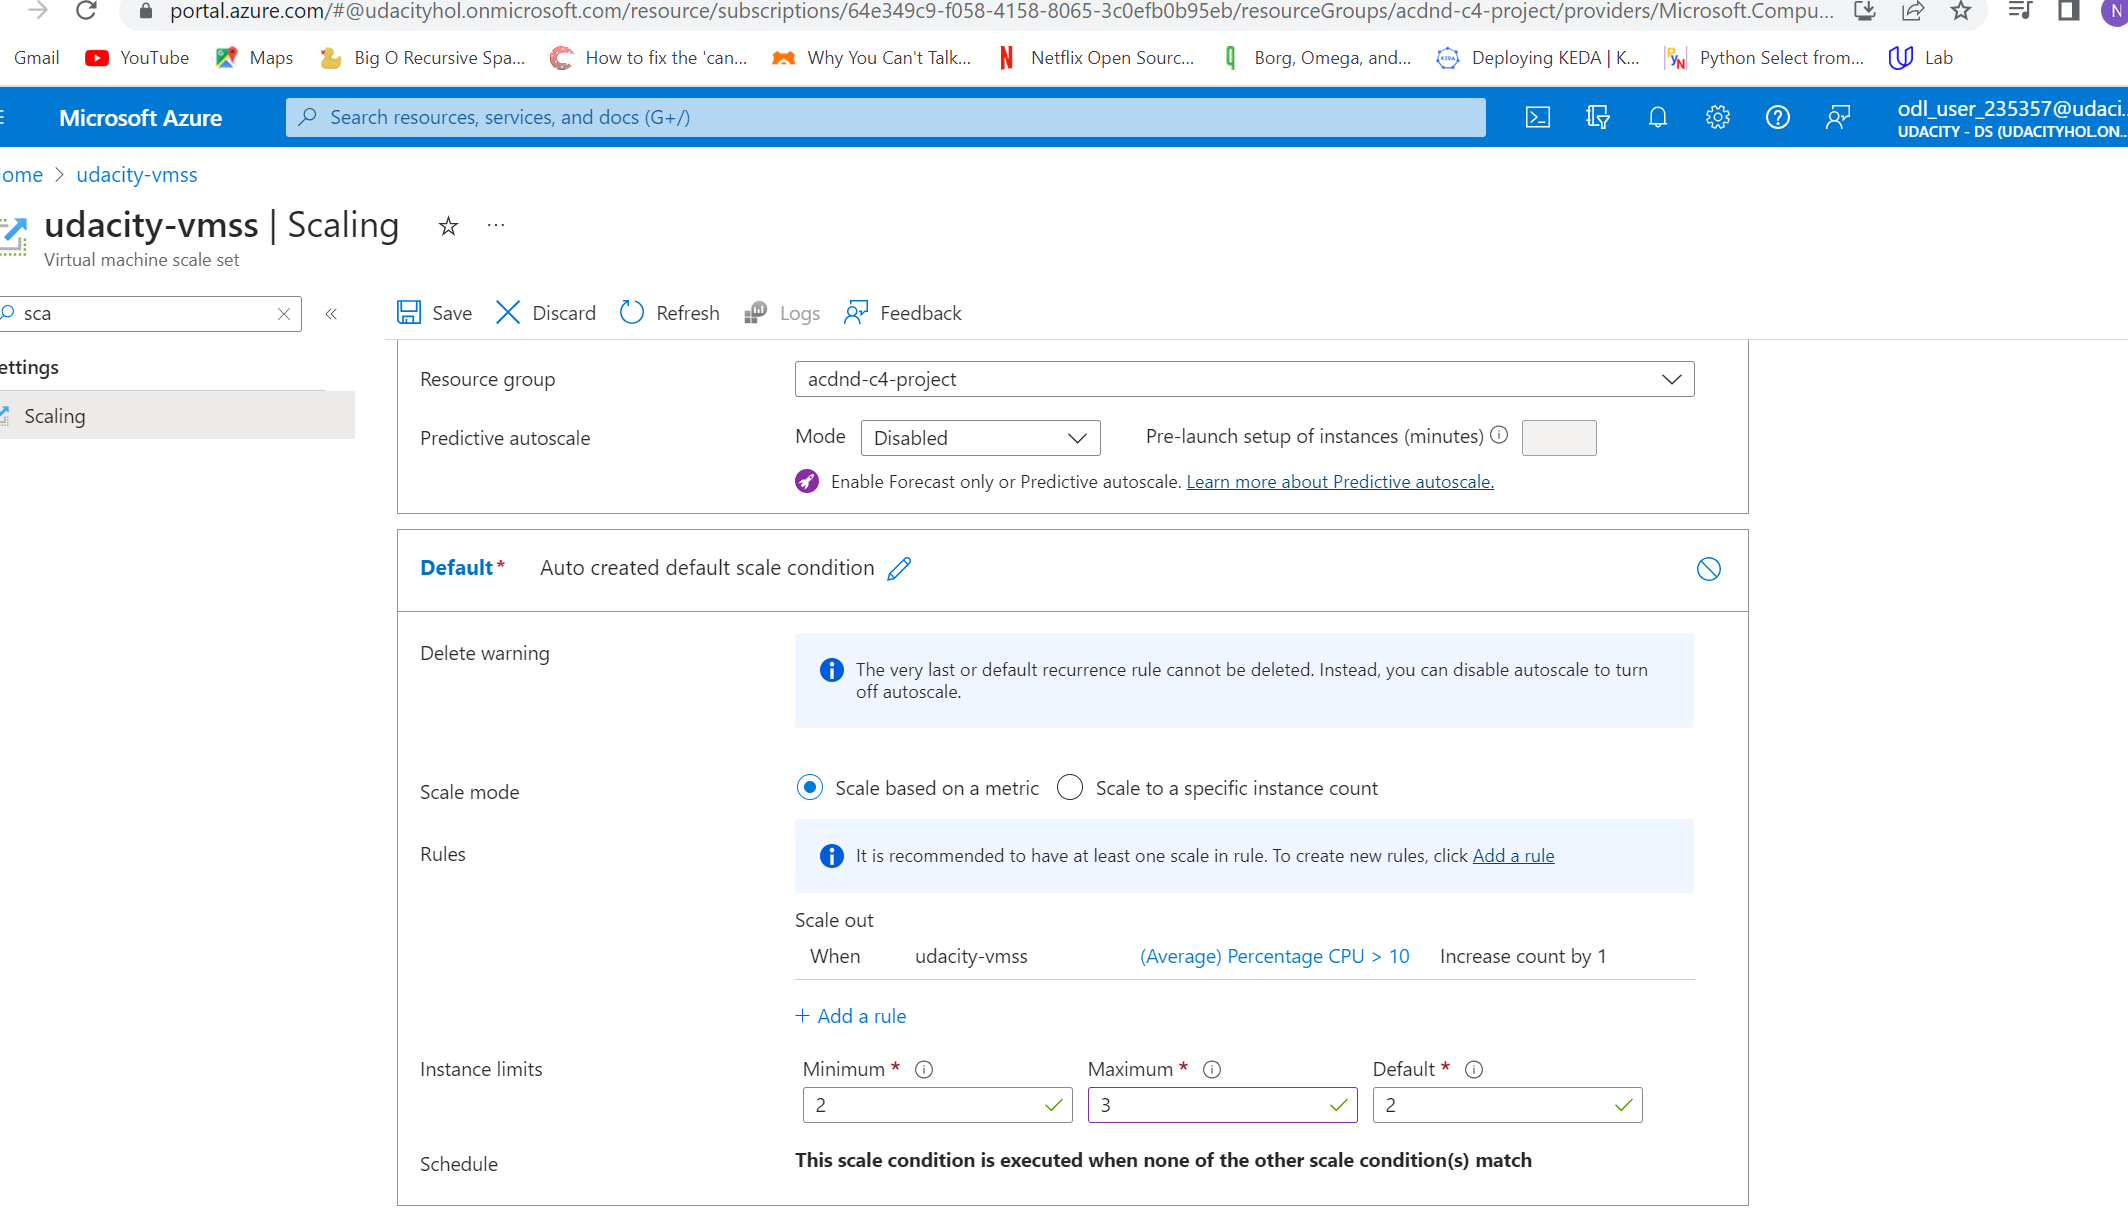 portal.azure.com/#@udacityhol.onmicrosoft.com/resource/subscriptions/64e349c9-f058-4158-8065-3c0efb0b95eb/resourceGroups/acdnd-c4-project/providers/Microsoft.Compu... N
Gmail YouTube Maps Big O Recursive Spa... How to fix the 'can... Why You Can't Talk... Netflix Open Sourc... Borg, Omega, and... Deploying KEDA | K... Python Select from... Lab
Microsoft Azure Search resources, services, and docs (G+/) odl_user_235357@udaci...
UDACITY - DS (UDACITYHOL.ON...
ome > udacity-vmss
udacity-vmss | Scaling ...
Virtual machine scale set
sca « Save Discard Refresh Logs Feedback
ettings
Scaling
Resource group acdnd-c4-project
Predictive autoscale Mode Disabled Pre-launch setup of instances (minutes)
Enable Forecast only or Predictive autoscale. Learn more about Predictive autoscale.
Default * Auto created default scale condition
Delete warning The very last or default recurrence rule cannot be deleted. Instead, you can disable autoscale to turn
off autoscale.
Scale mode Scale based on a metric Scale to a specific instance count
Rules It is recommended to have at least one scale in rule. To create new rules, click Add a rule
Scale out
When udacity-vmss (Average) Percentage CPU > 10 Increase count by 1
+ Add a rule
Instance limits Minimum * Maximum * Default *
2 3 2
Schedule This scale condition is executed when none of the other scale condition(s) match